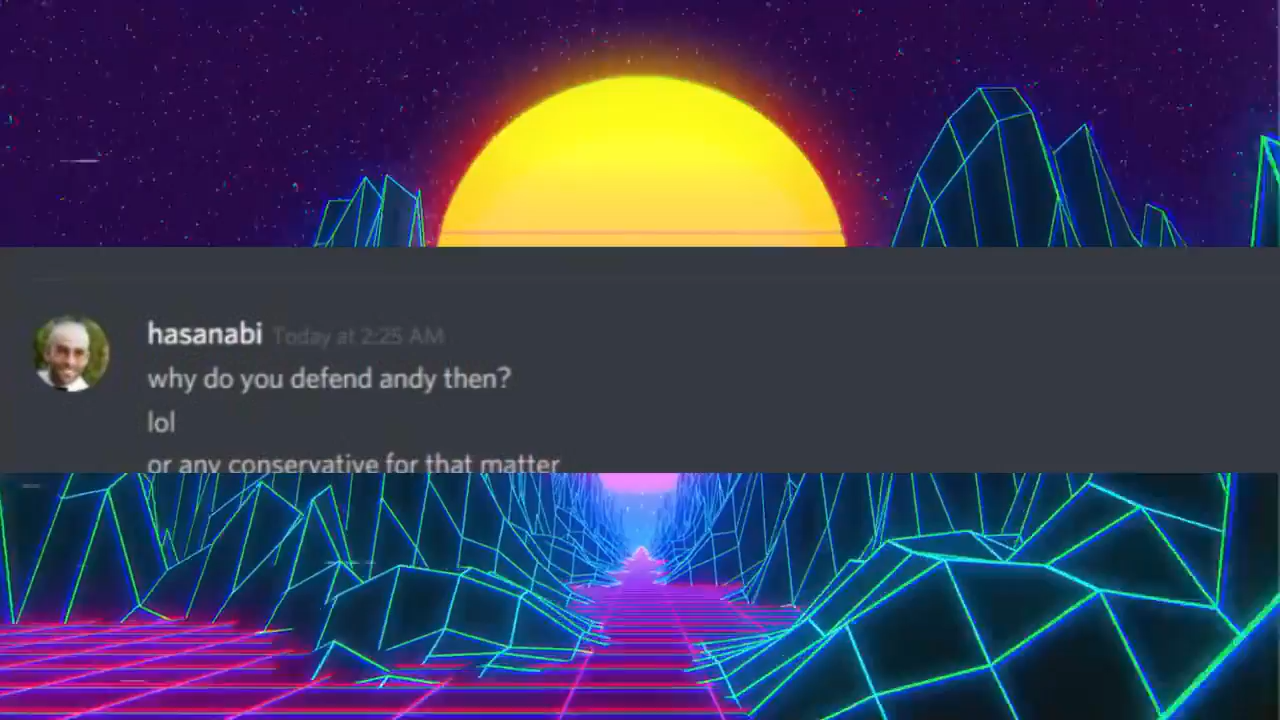 hasanabi Today at 2:25 AM
why do you defend andy then?
lol
or any conservative for that matter